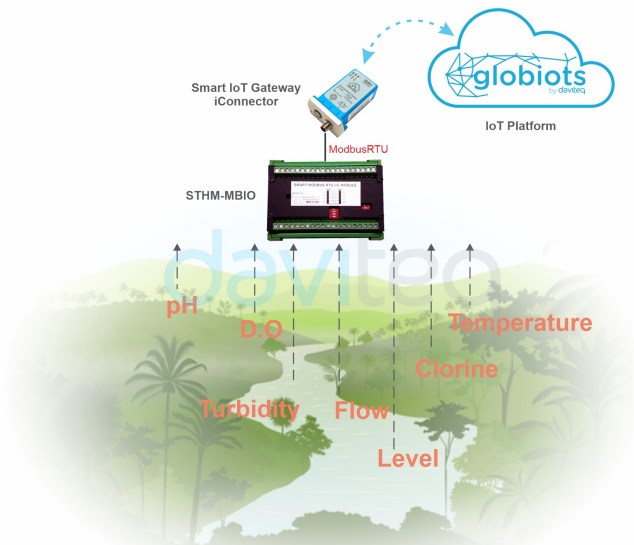 globiots
by daviteq
IoT Platform
Smart IoT Gateway
iConnector
ModbusRTU
STHM-MBIO
SMART MODBUS RTU I/O MODULE
daviteq
pH
D.O
Temperature
Clorine
Turbidity
Flow
Level